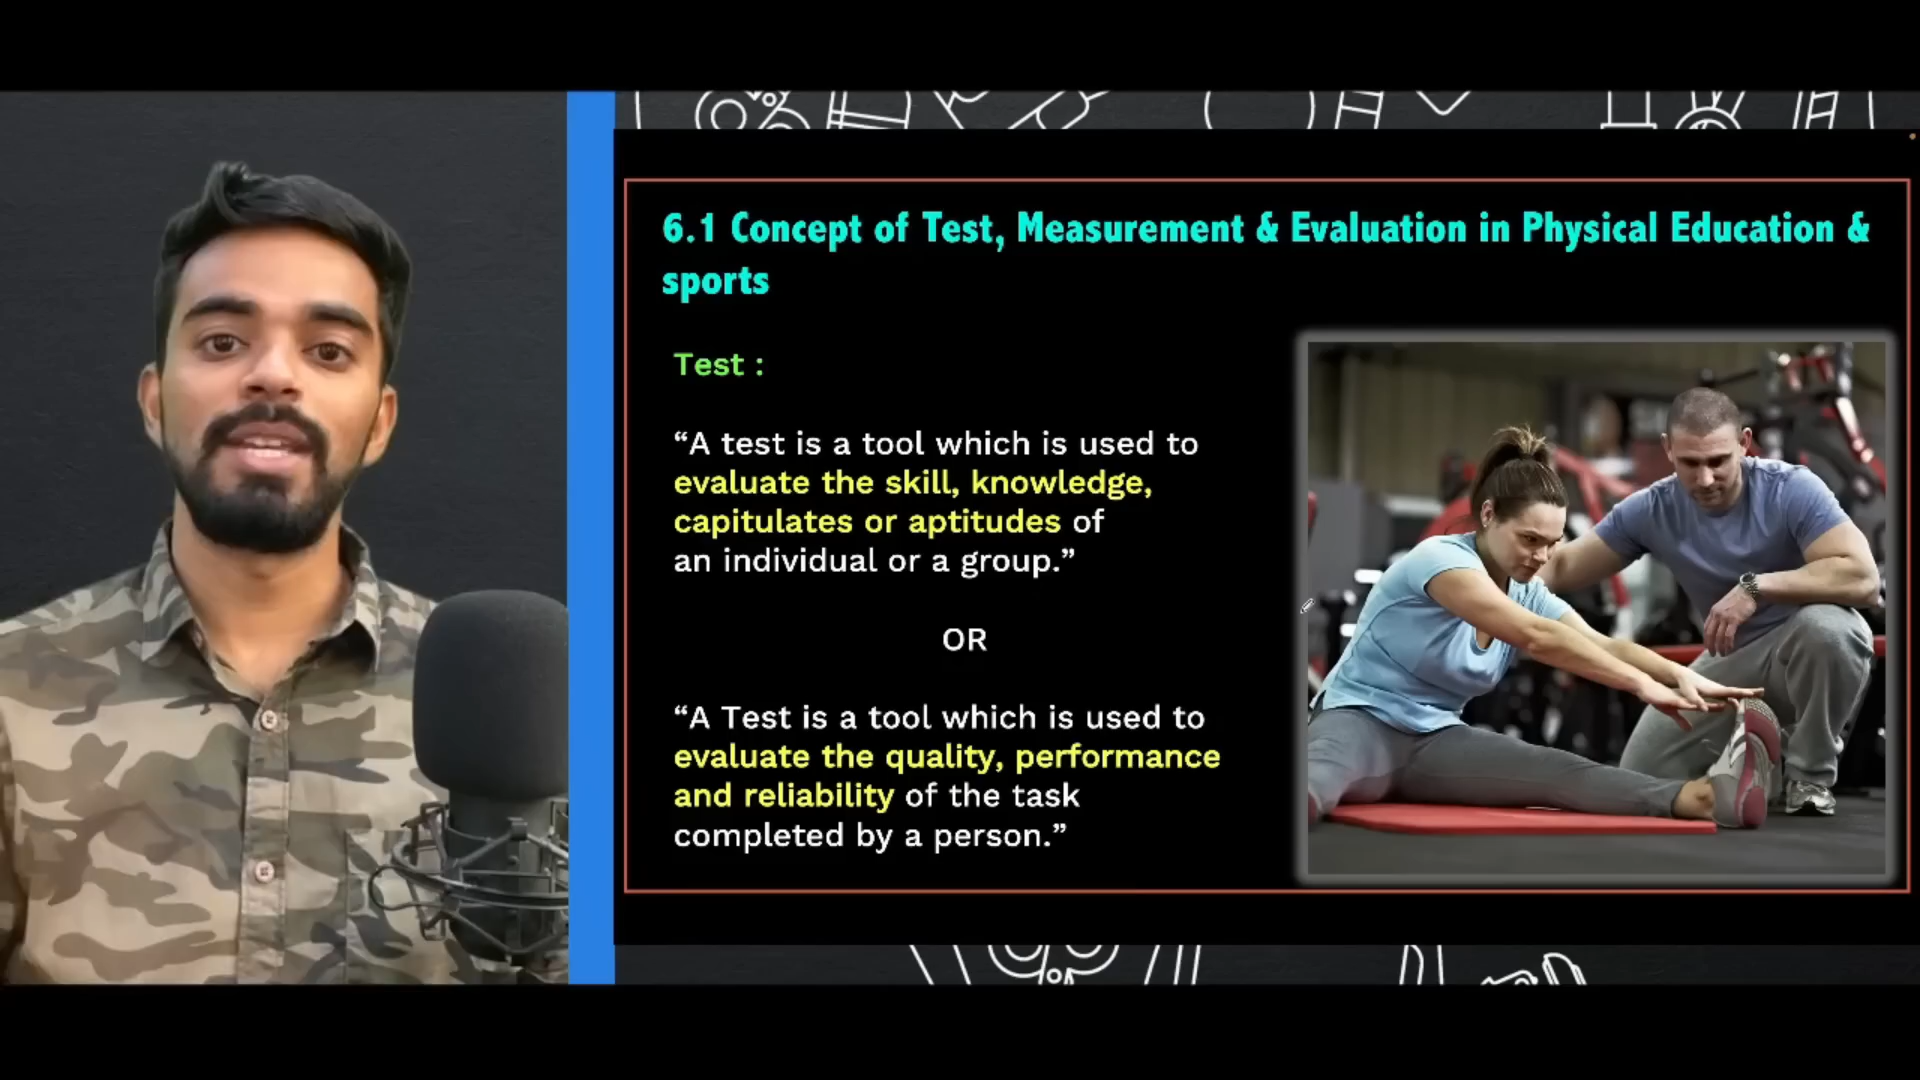 6.1 Concept of Test, Measurement & Evaluation in Physical Education &
sports
Test :
“A test is a tool which is used to
evaluate the skill, knowledge,
capitulates or aptitudes of
an individual or a group.”
OR
“A Test is a tool which is used to
evaluate the quality, performance
and reliability of the task
completed by a person.”